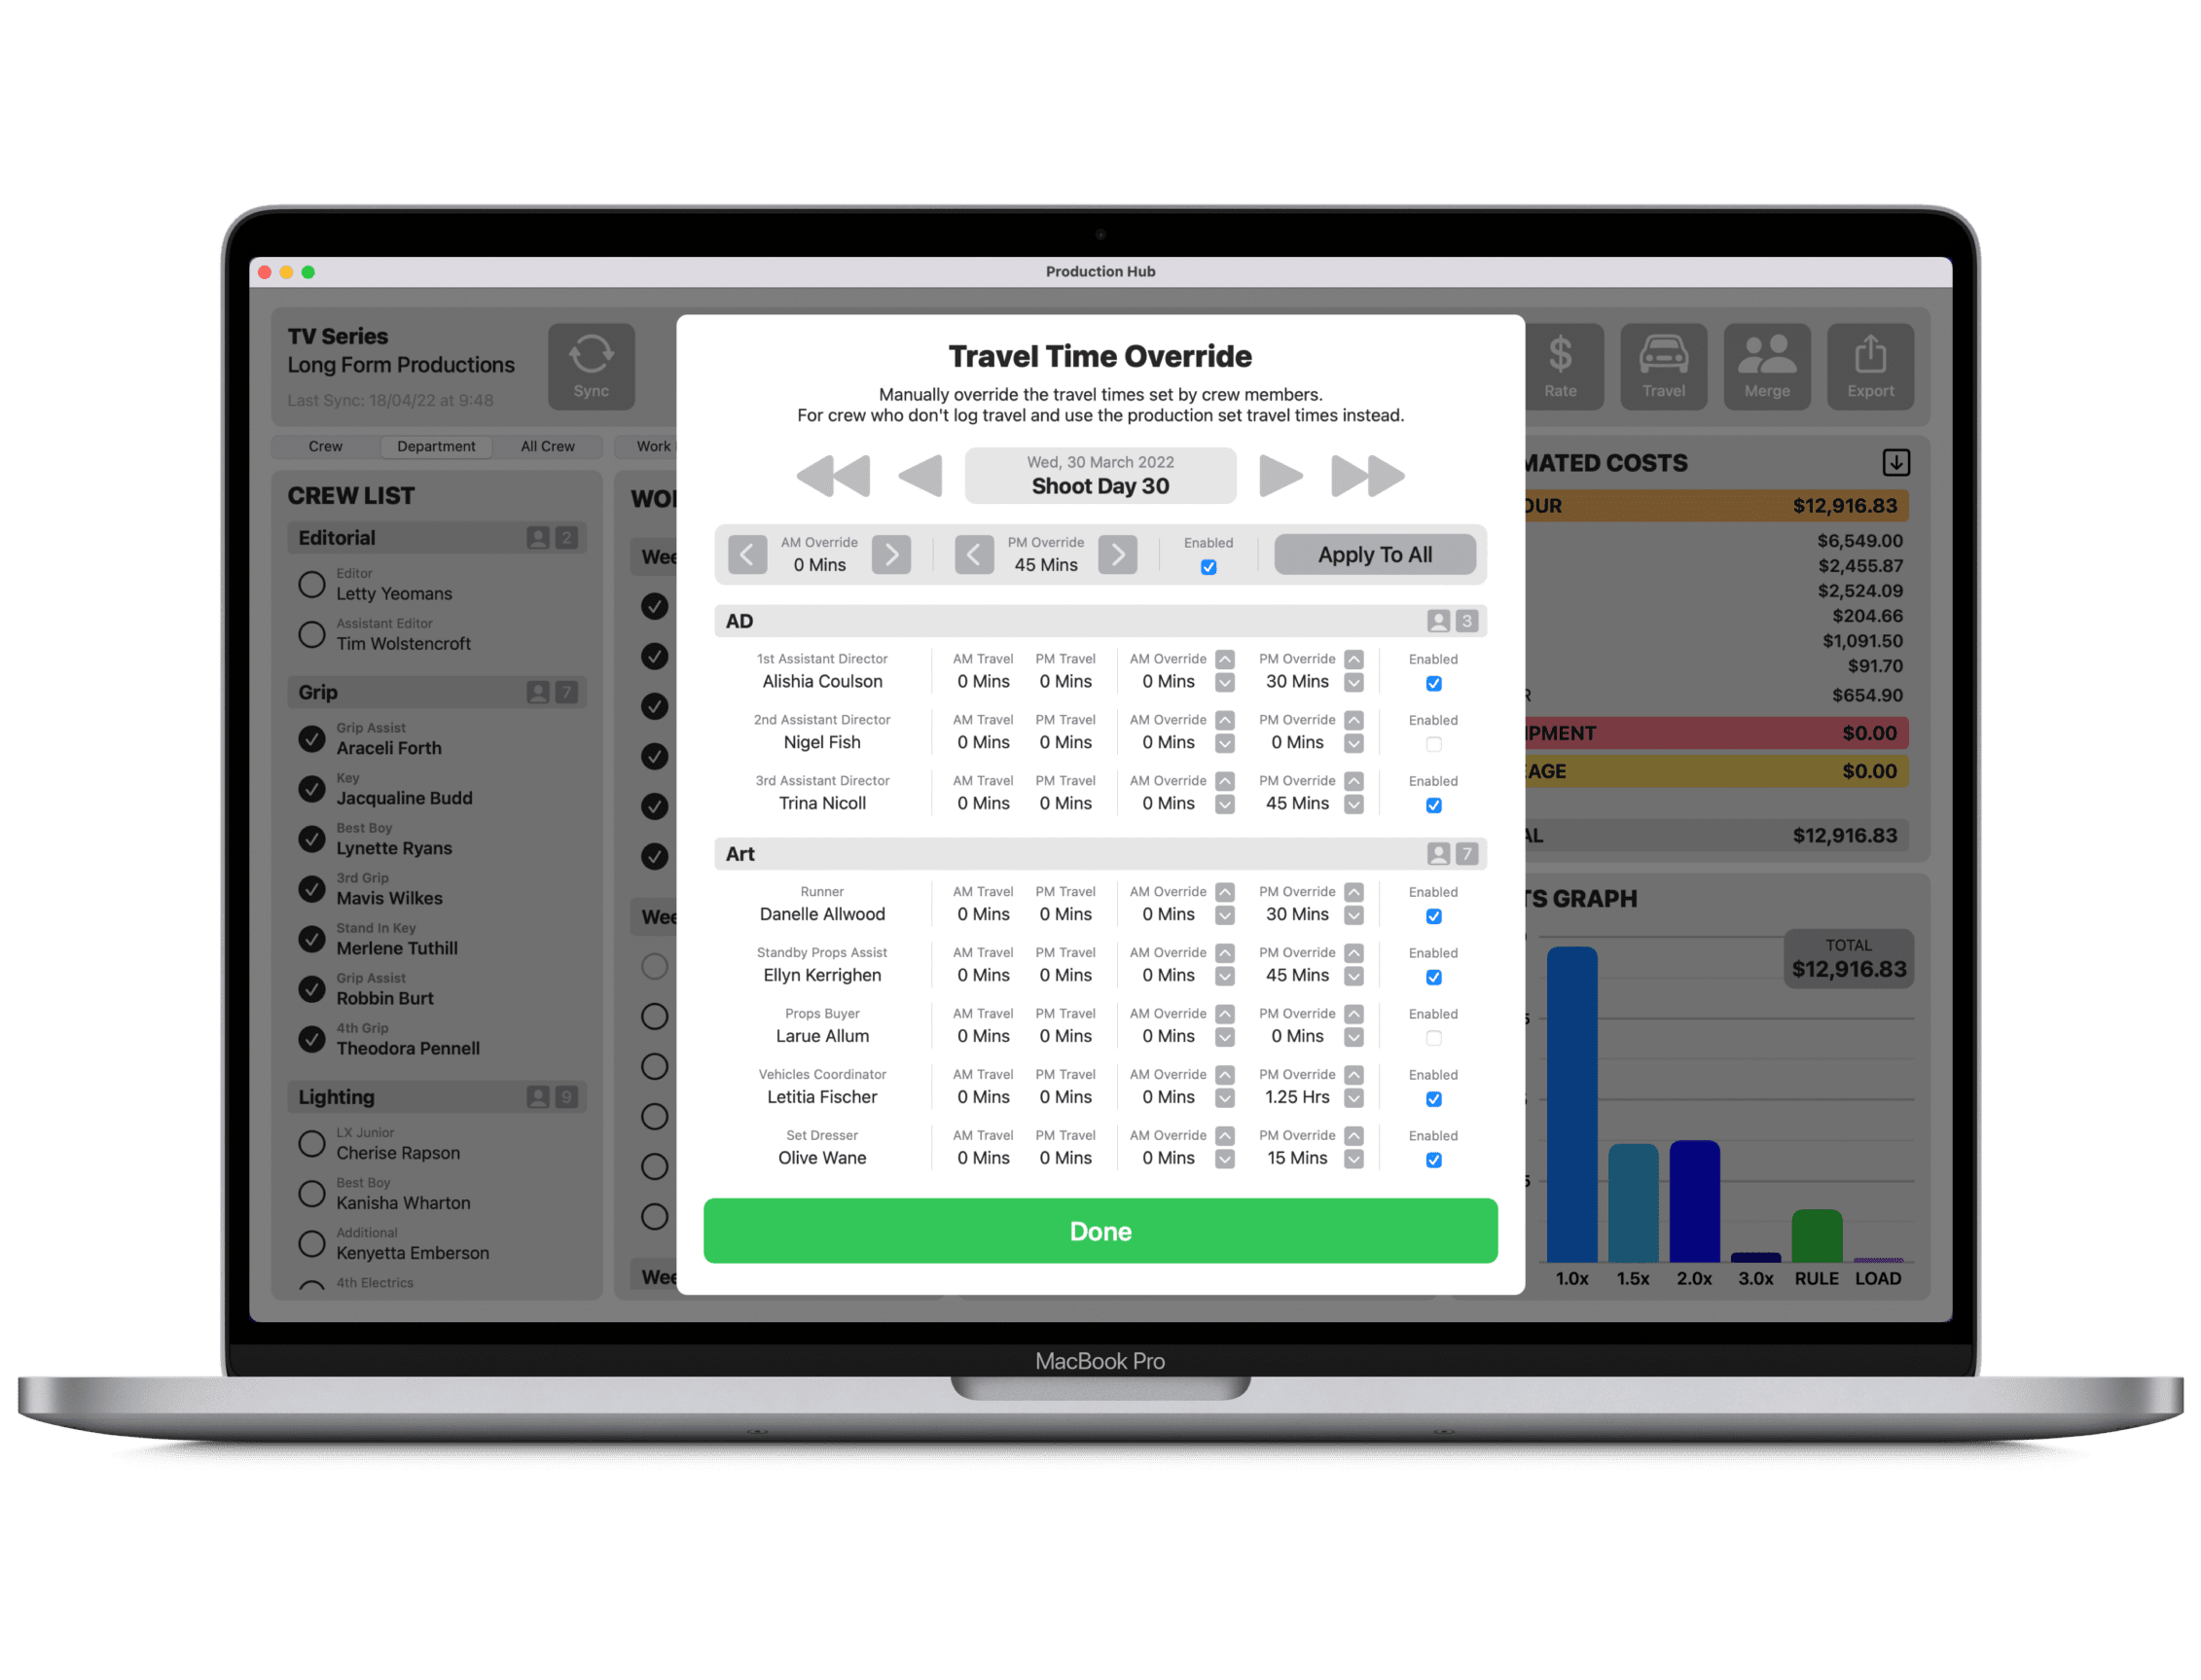 Production Hub
TV Series
Long Form Productions
Last Sync: 18/04/22 at 9:48
Sync
Rate
Travel
Merge
Export
Crew
Department
All Crew
Work
CREW LIST
Editorial
2
Editor
Letty Yeomans
Assistant Editor
Tim Wolstencroft
Grip
7
Grip Assist
Araceli Forth
Key
Jacqualine Budd
Best Boy
Lynette Ryans
3rd Grip
Mavis Wilkes
Stand In Key
Merlene Tuthill
Grip Assist
Robbin Burt
4th Grip
Theodora Pennell
Lighting
9
LX Junior
Cherise Rapson
Best Boy
Kanisha Wharton
Additional
Kenyetta Emberson
4th Electrics
Travel Time Override
Manually override the travel times set by crew members.
For crew who don't log travel and use the production set travel times instead.
Wed, 30 March 2022
Shoot Day 30
AM Override
0 Mins
PM Override
45 Mins
Enabled
Apply To All
AD
3
1st Assistant Director AM Travel PM Travel AM Override PM Override Enabled
Alishia Coulson 0 Mins 0 Mins 0 Mins 30 Mins
2nd Assistant Director AM Travel PM Travel AM Override PM Override Enabled
Nigel Fish 0 Mins 0 Mins 0 Mins 0 Mins
3rd Assistant Director AM Travel PM Travel AM Override PM Override Enabled
Trina Nicoll 0 Mins 0 Mins 0 Mins 45 Mins
Art
7
Runner AM Travel PM Travel AM Override PM Override Enabled
Danelle Allwood 0 Mins 0 Mins 0 Mins 30 Mins
Standby Props Assist AM Travel PM Travel AM Override PM Override Enabled
Ellyn Kerrighen 0 Mins 0 Mins 0 Mins 45 Mins
Props Buyer AM Travel PM Travel AM Override PM Override Enabled
Larue Allum 0 Mins 0 Mins 0 Mins 0 Mins
Vehicles Coordinator AM Travel PM Travel AM Override PM Override Enabled
Letitia Fischer 0 Mins 0 Mins 0 Mins 1.25 Hrs
Set Dresser AM Travel PM Travel AM Override PM Override Enabled
Olive Wane 0 Mins 0 Mins 0 Mins 15 Mins
Done
MATED COSTS
OUR $12,916.83
$6,549.00
$2,455.87
$2,524.09
$204.66
$1,091.50
$91.70
R $654.90
IPMENT $0.00
AGE $0.00
AL $12,916.83
TS GRAPH
TOTAL
$12,916.83
1.0x 1.5x 2.0x 3.0x RULE LOAD
MacBook Pro